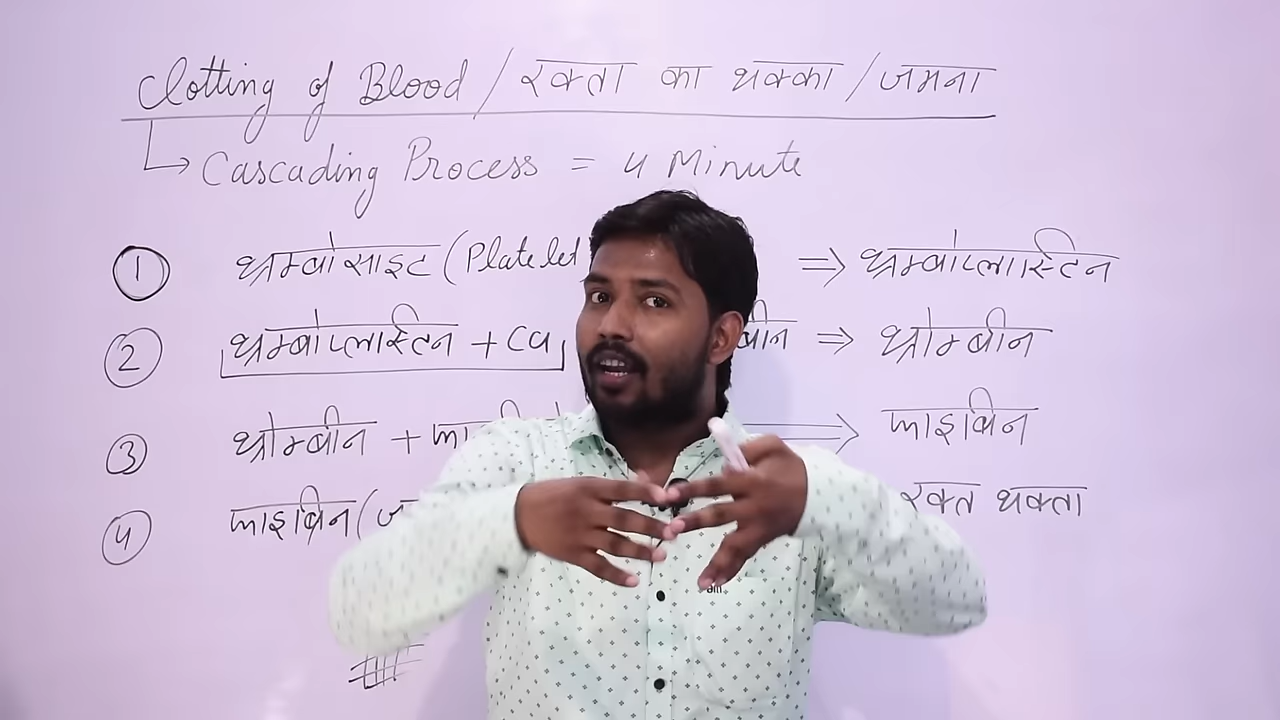 Clotting of Blood / रक्ता का थक्का / जमना
↳ Cascading Process = 4 Minute
① थ्रम्बोसाइट (Platelet ⇒ थ्रम्बोप्लास्टिन
② थ्रम्बोप्लास्टिन + Ca बीन ⇒ थ्रोम्बीन
③ थ्रोम्बीन + ⇒ फाइब्रिन
④ फाइब्रिन ( रक्त थक्ता